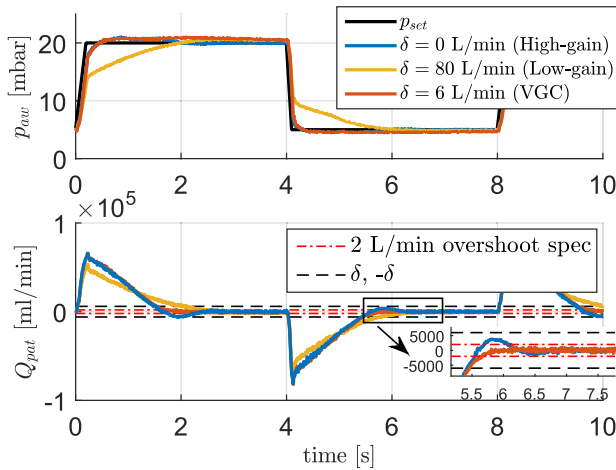 30
20
10
0
p_aw [mbar]
p_set
δ = 0 L/min (High-gain)
δ = 80 L/min (Low-gain)
δ = 6 L/min (VGC)
0 2 4 6 8 10
× 10^5
1
0
-1
Q_pat [ml/min]
2 L/min overshoot spec
δ, -δ
5000
0
-5000
5.5 6 6.5 7 7.5
0 2 4 6 8 10
time [s]